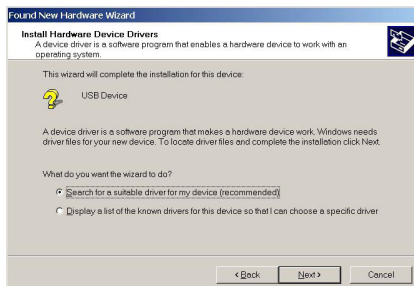 Found New Hardware Wizard
Install Hardware Device Drivers
A device driver is a software program that enables a hardware device to work with an
operating system.
This wizard will complete the installation for this device:
USB Device
A device driver is a software program that makes a hardware device work. Windows needs
driver files for your new device. To locate driver files and complete the installation click Next.
What do you want the wizard to do?
Search for a suitable driver for my device (recommended)
Display a list of the known drivers for this device so that I can choose a specific driver
< Back
Next >
Cancel